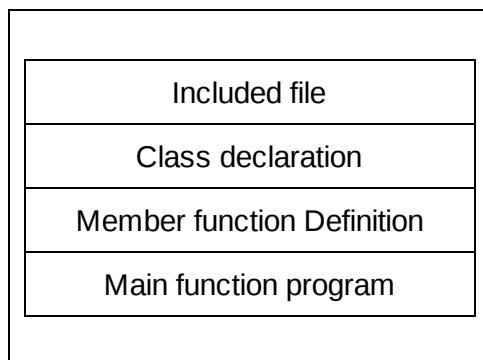 Included file
Class declaration
Member function Definition
Main function program